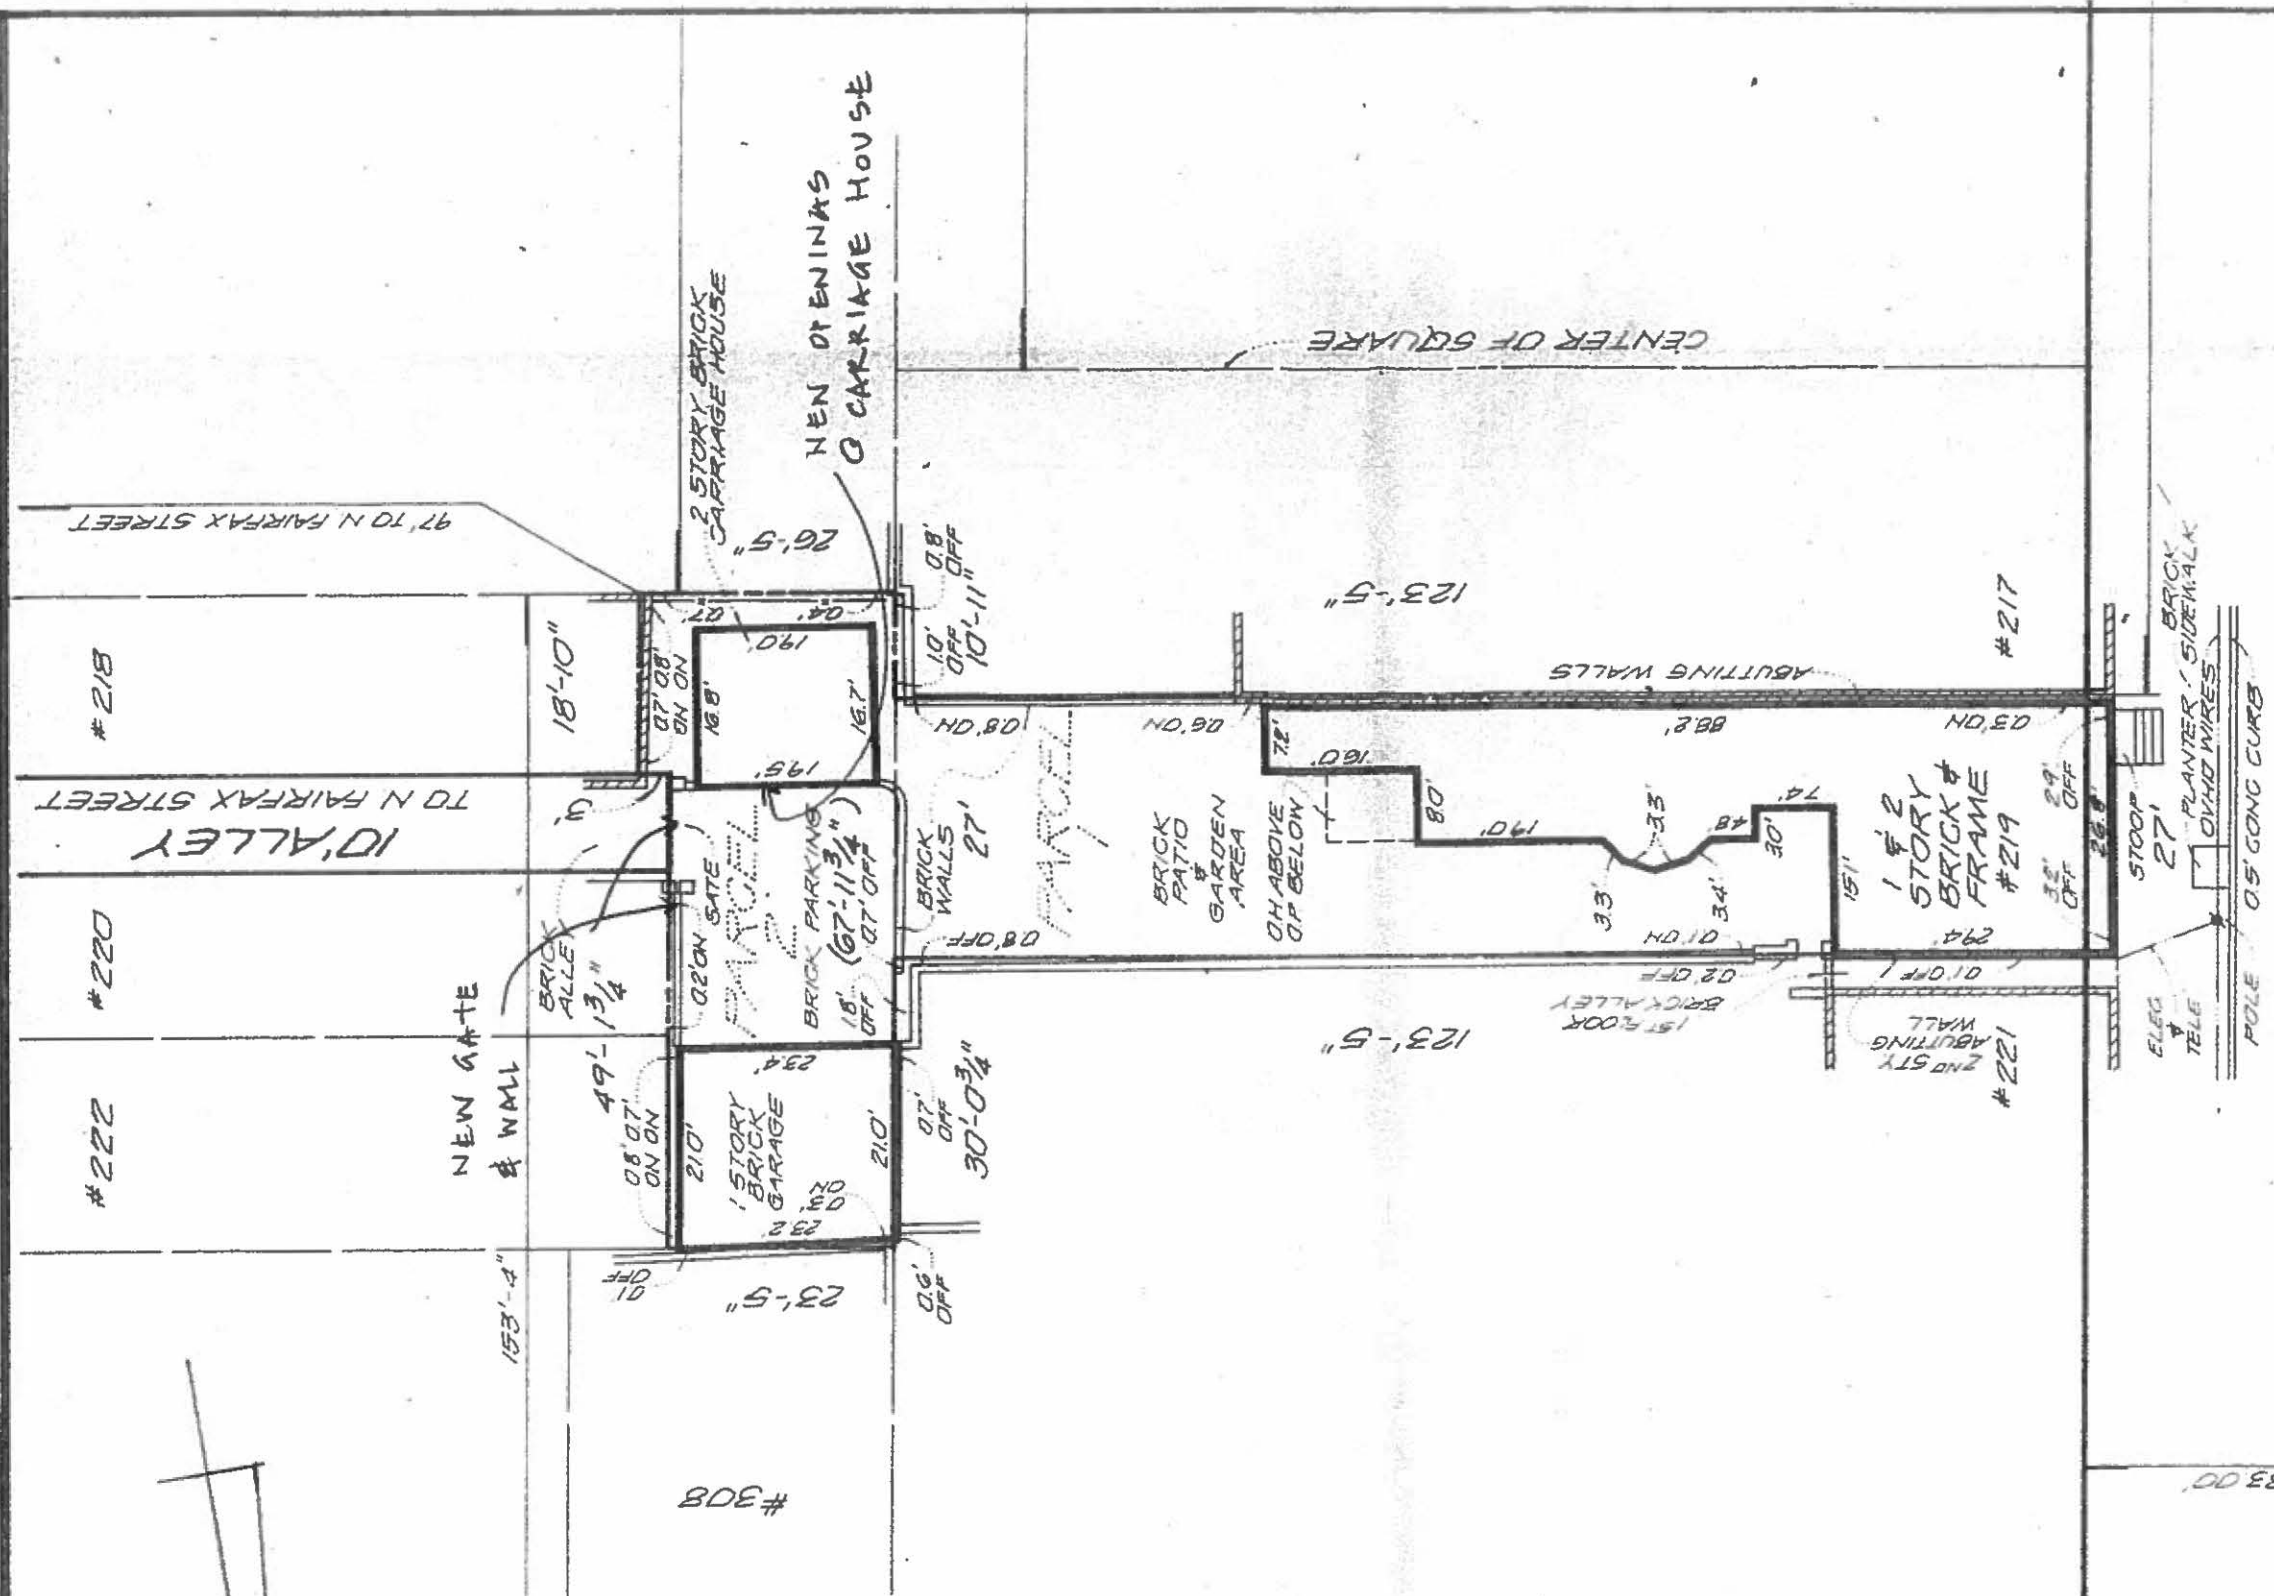 #218
#220
#222
10' ALLEY
TO N FAIRFAX STREET
97' TO N FAIRFAX STREET
18'-10"
49'-1 3/4"
153'-4"
BRICK
ALLEY
NEW GATE
& WALL
3'
2 STORY BRICK
CARRIAGE HOUSE
NEW OPENINGS
@ CARRIAGE HOUSE
26'-5"
0.7' 0.8'
ON ON
0.7'
0.4'
19.0'
16.8'
16.7'
19.5'
0.8'
OFF
1.0'
OFF
10'-11"
GATE
0.2' ON
PARCEL
2
BRICK PARKING
(67'-11 3/4")
0.7' OFF
1.8'
OFF
BRICK
WALLS
27'
0.8' OFF
0.8' ON
PARCEL
1
0.8' 0.7'
ON ON
21.0'
1 STORY
BRICK
GARAGE
23.4'
23.2
21.0'
0.3'
ON
0.7'
OFF
30'-0 3/4"
0.1
OFF
23'-5"
0.6'
OFF
#308
CENTER OF SQUARE
123'-5"
#217
ABUTTING WALLS
0.6' ON
88.2'
0.3' ON
BRICK
PATIO
&
GARDEN
AREA
O.H ABOVE
O.P BELOW
7.2'
16.0'
8.0'
19.0'
3.3'
3.3'
3.4'
4.8'
3.0'
7.4'
15.1'
1 & 2
STORY
BRICK &
FRAME
#219
29.4
3.2'
OFF
2.9'
OFF
26.8'
0.1 ON
0.2' OFF
0.1' OFF
1ST FLOOR
BRICK ALLEY
123'-5"
2ND STY.
ABUTTING
WALL
#221
STOOP
27'
BRICK
PLANTER / SIDEWALK
OVHD WIRES
ELEC
&
TELE
POLE
0.5' CONC CURB